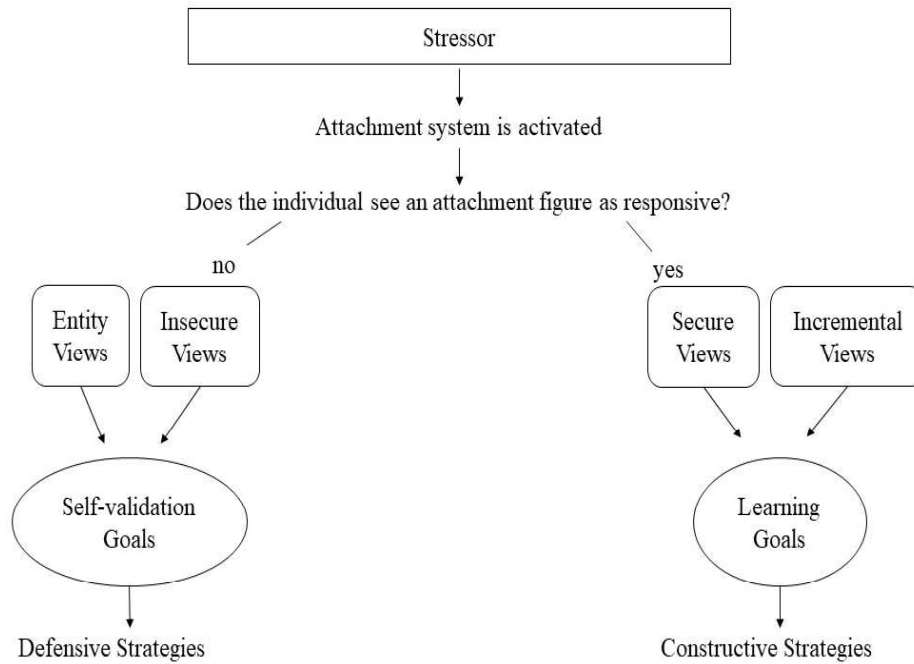 Stressor
Attachment system is activated
Does the individual see an attachment figure as responsive?
no
yes
Entity
Views
Insecure
Views
Secure
Views
Incremental
Views
Self-validation
Goals
Learning
Goals
Defensive Strategies
Constructive Strategies